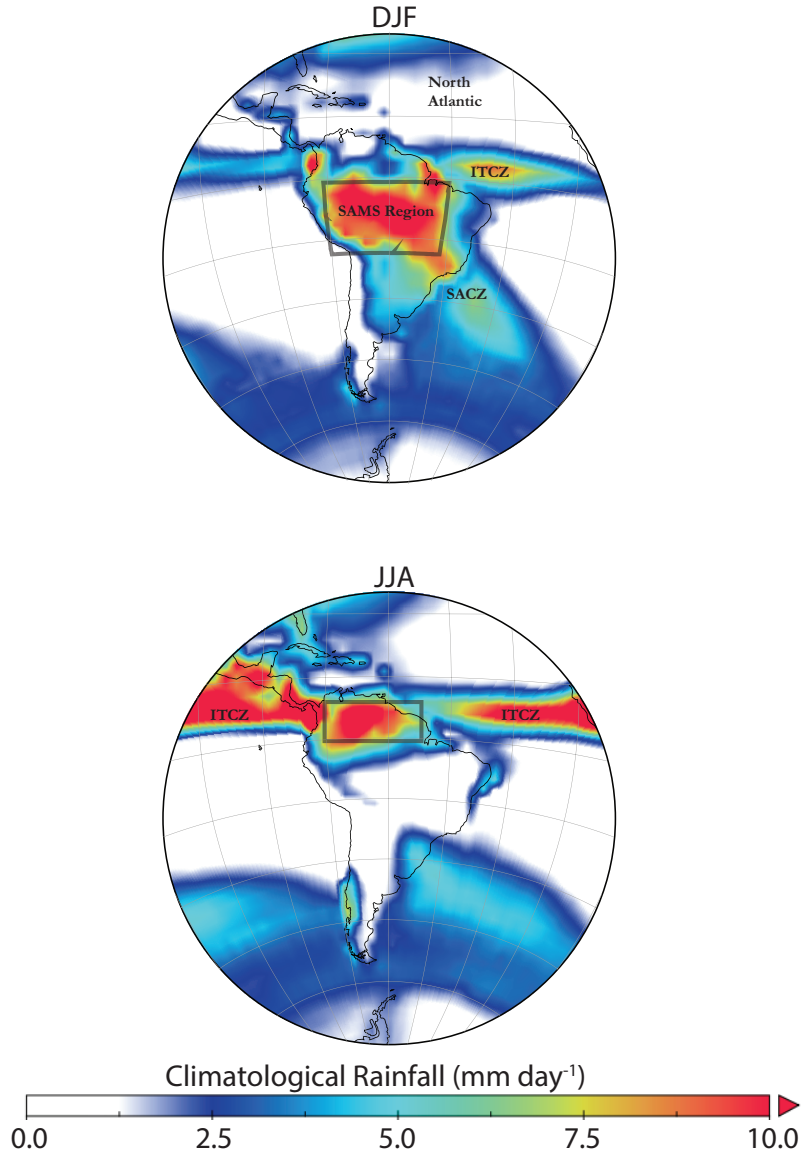 DJF
North
Atlantic
ITCZ
SAMS Region
SACZ
JJA
ITCZ
ITCZ
Climatological Rainfall (mm day⁻¹)
0.0 2.5 5.0 7.5 10.0